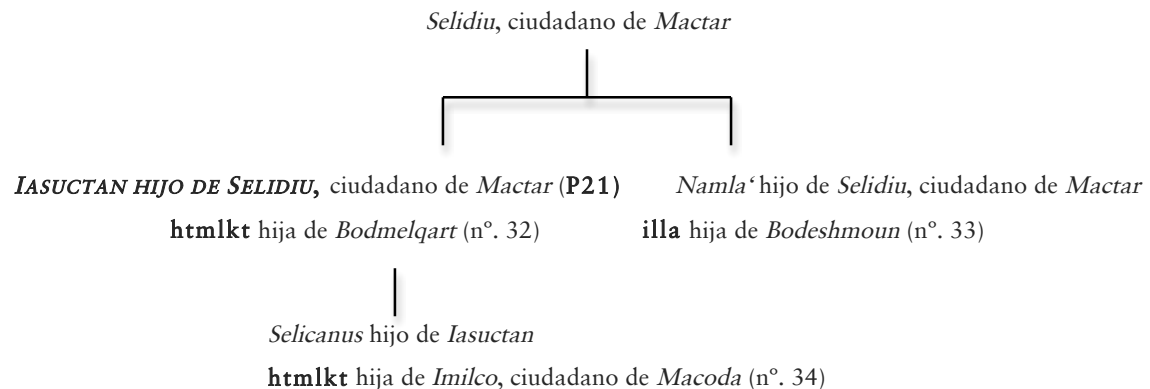 Selidiu, ciudadano de Mactar
IASUCTAN HIJO DE SELIDIU, ciudadano de Mactar (P21)
Namla‘ hijo de Selidiu, ciudadano de Mactar
htmlkt hija de Bodmelqart (nº. 32)
illa hija de Bodeshmoun (nº. 33)
Selicanus hijo de Iasuctan
htmlkt hija de Imilco, ciudadano de Macoda (nº. 34)